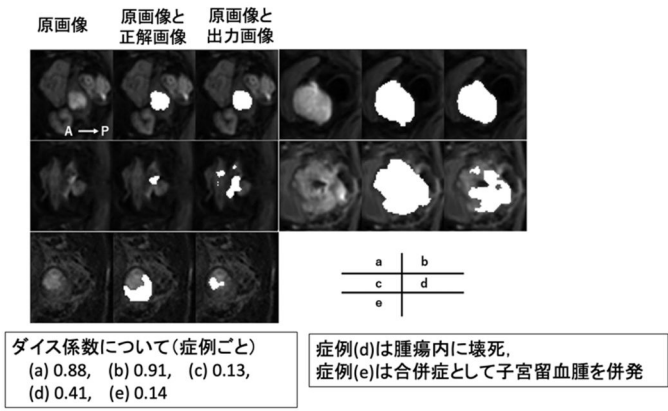 原画像
原画像と
正解画像
原画像と
出力画像
A → P
a b
c d
e
ダイス係数について(症例ごと)
(a) 0.88, (b) 0.91, (c) 0.13,
(d) 0.41, (e) 0.14
症例(d)は腫瘍内に壊死,
症例(e)は合併症として子宮留血腫を併発